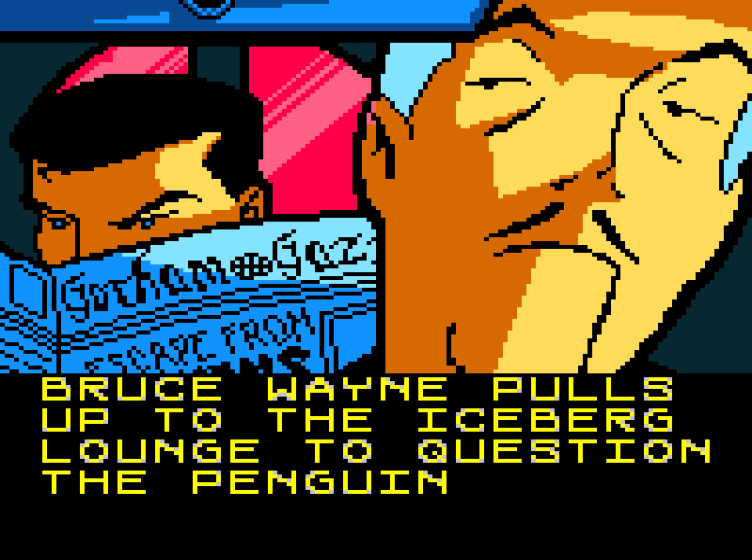 Gotham Gaz
ESCAPE FROM
BRUCE WAYNE PULLS
UP TO THE ICEBERG
LOUNGE TO QUESTION
THE PENGUIN